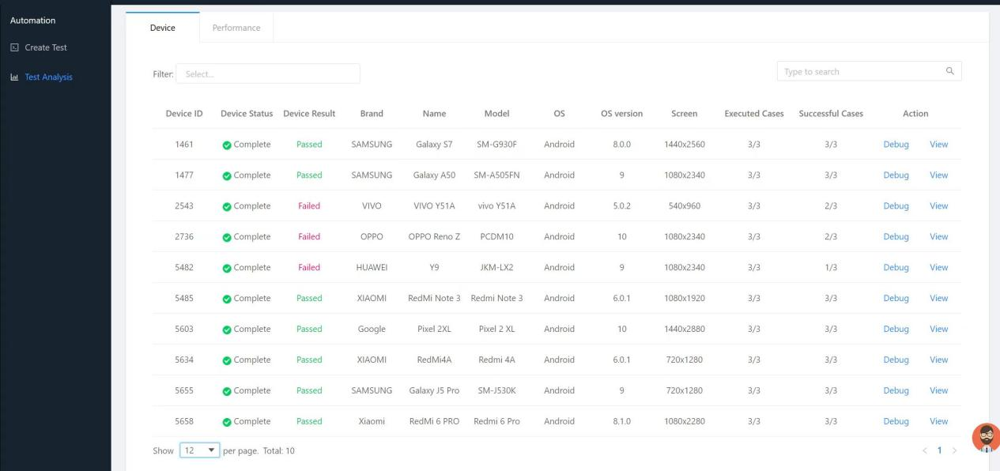 Automation
Create Test
Test Analysis
Device Performance
Filter: Select... Type to search
Device ID Device Status Device Result Brand Name Model OS OS version Screen Executed Cases Successful Cases Action
1461 Complete Passed SAMSUNG Galaxy S7 SM-G930F Android 8.0.0 1440x2560 3/3 3/3 Debug View
1477 Complete Passed SAMSUNG Galaxy A50 SM-A505FN Android 9 1080x2340 3/3 3/3 Debug View
2543 Complete Failed VIVO VIVO Y51A vivo Y51A Android 5.0.2 540x960 3/3 2/3 Debug View
2736 Complete Failed OPPO OPPO Reno Z PCDM10 Android 10 1080x2340 3/3 2/3 Debug View
5482 Complete Failed HUAWEI Y9 JKM-LX2 Android 9 1080x2340 3/3 1/3 Debug View
5485 Complete Passed XIAOMI RedMi Note 3 Redmi Note 3 Android 6.0.1 1080x1920 3/3 3/3 Debug View
5603 Complete Passed Google Pixel 2XL Pixel 2 XL Android 10 1440x2880 3/3 3/3 Debug View
5634 Complete Passed XIAOMI RedMi4A Redmi 4A Android 6.0.1 720x1280 3/3 3/3 Debug View
5655 Complete Passed SAMSUNG Galaxy J5 Pro SM-J530K Android 9 720x1280 3/3 3/3 Debug View
5658 Complete Passed Xiaomi RedMi 6 PRO Redmi 6 Pro Android 8.1.0 1080x2280 3/3 3/3 Debug View
Show 12 per page. Total: 10 < 1 >